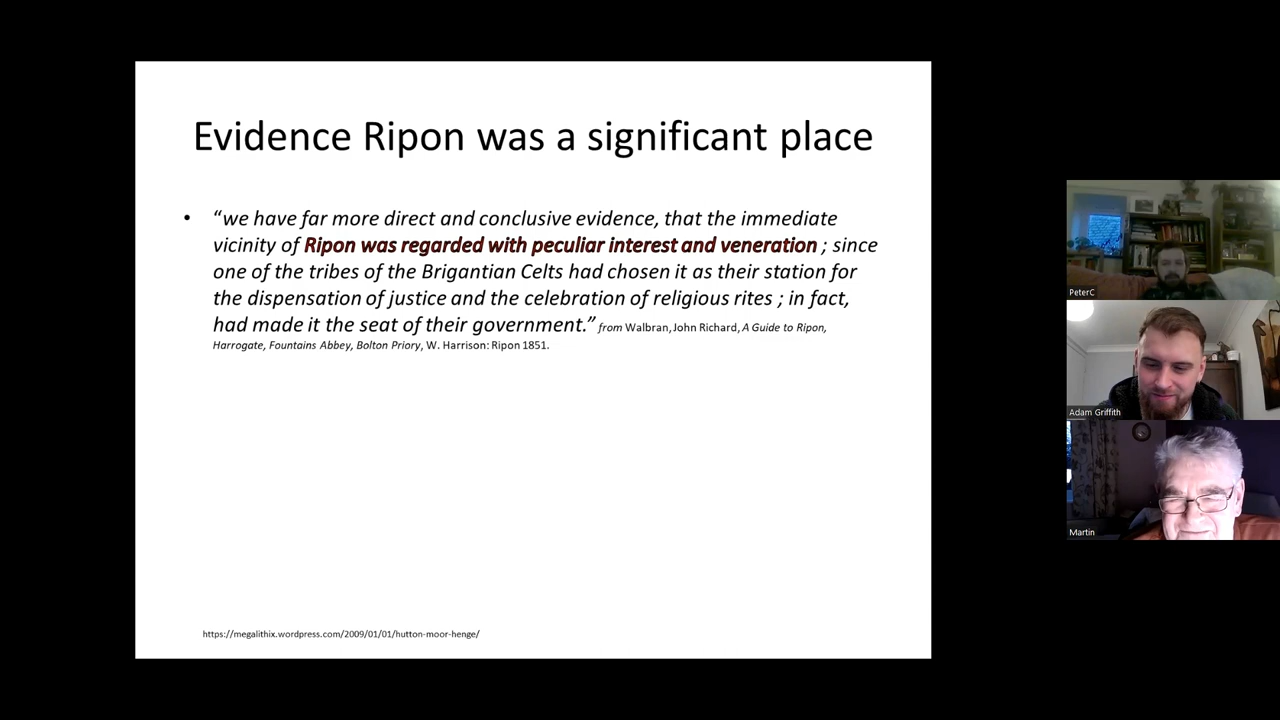 Evidence Ripon was a significant place
• “we have far more direct and conclusive evidence, that the immediate
vicinity of Ripon was regarded with peculiar interest and veneration ; since
one of the tribes of the Brigantian Celts had chosen it as their station for
the dispensation of justice and the celebration of religious rites ; in fact,
had made it the seat of their government.” from Walbran, John Richard, A Guide to Ripon,
Harrogate, Fountains Abbey, Bolton Priory, W. Harrison: Ripon 1851.
https://megalithix.wordpress.com/2009/01/01/hutton-moor-henge/
PeterC
Adam Griffith
Martin